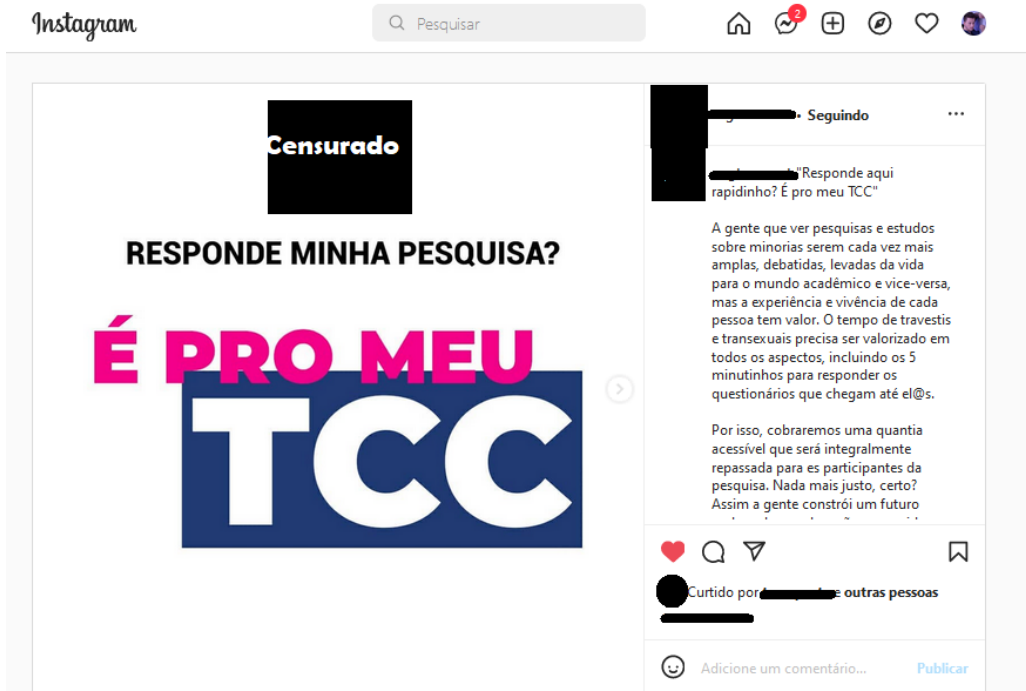 Instagram
Pesquisar
2
Censurado
RESPONDE MINHA PESQUISA?
É PRO MEU
TCC
• Seguindo
"Responde aqui
rapidinho? É pro meu TCC"
A gente que ver pesquisas e estudos
sobre minorias serem cada vez mais
amplas, debatidas, levadas da vida
para o mundo acadêmico e vice-versa,
mas a experiência e vivência de cada
pessoa tem valor. O tempo de travestis
e transexuais precisa ser valorizado em
todos os aspectos, incluindo os 5
minutinhos para responder os
questionários que chegam até el@s.
Por isso, cobraremos uma quantia
acessível que será integralmente
repassada para es participantes da
pesquisa. Nada mais justo, certo?
Assim a gente constrói um futuro
Curtido por e outras pessoas
Adicione um comentário...
Publicar